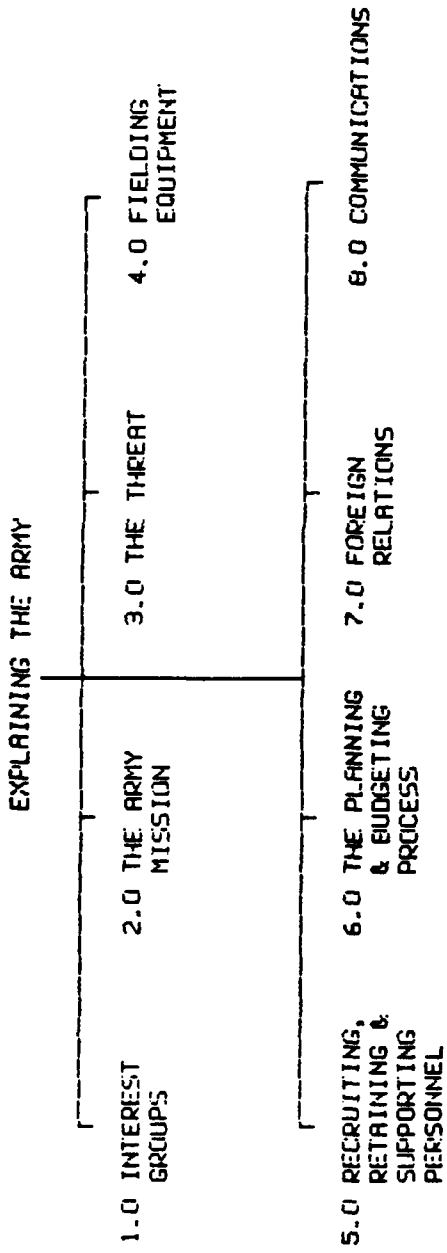 EXPLAINING THE ARMY
1.0 INTEREST
GROUPS
2.0 THE ARMY
MISSION
3.0 THE THREAT
4.0 FIELDING
EQUIPMENT
5.0 RECRUITING,
RETAINING &
SUPPORTING
PERSONNEL
6.0 THE PLANNING
& BUDGETING
PROCESS
7.0 FOREIGN
RELATIONS
8.0 COMMUNICATIONS